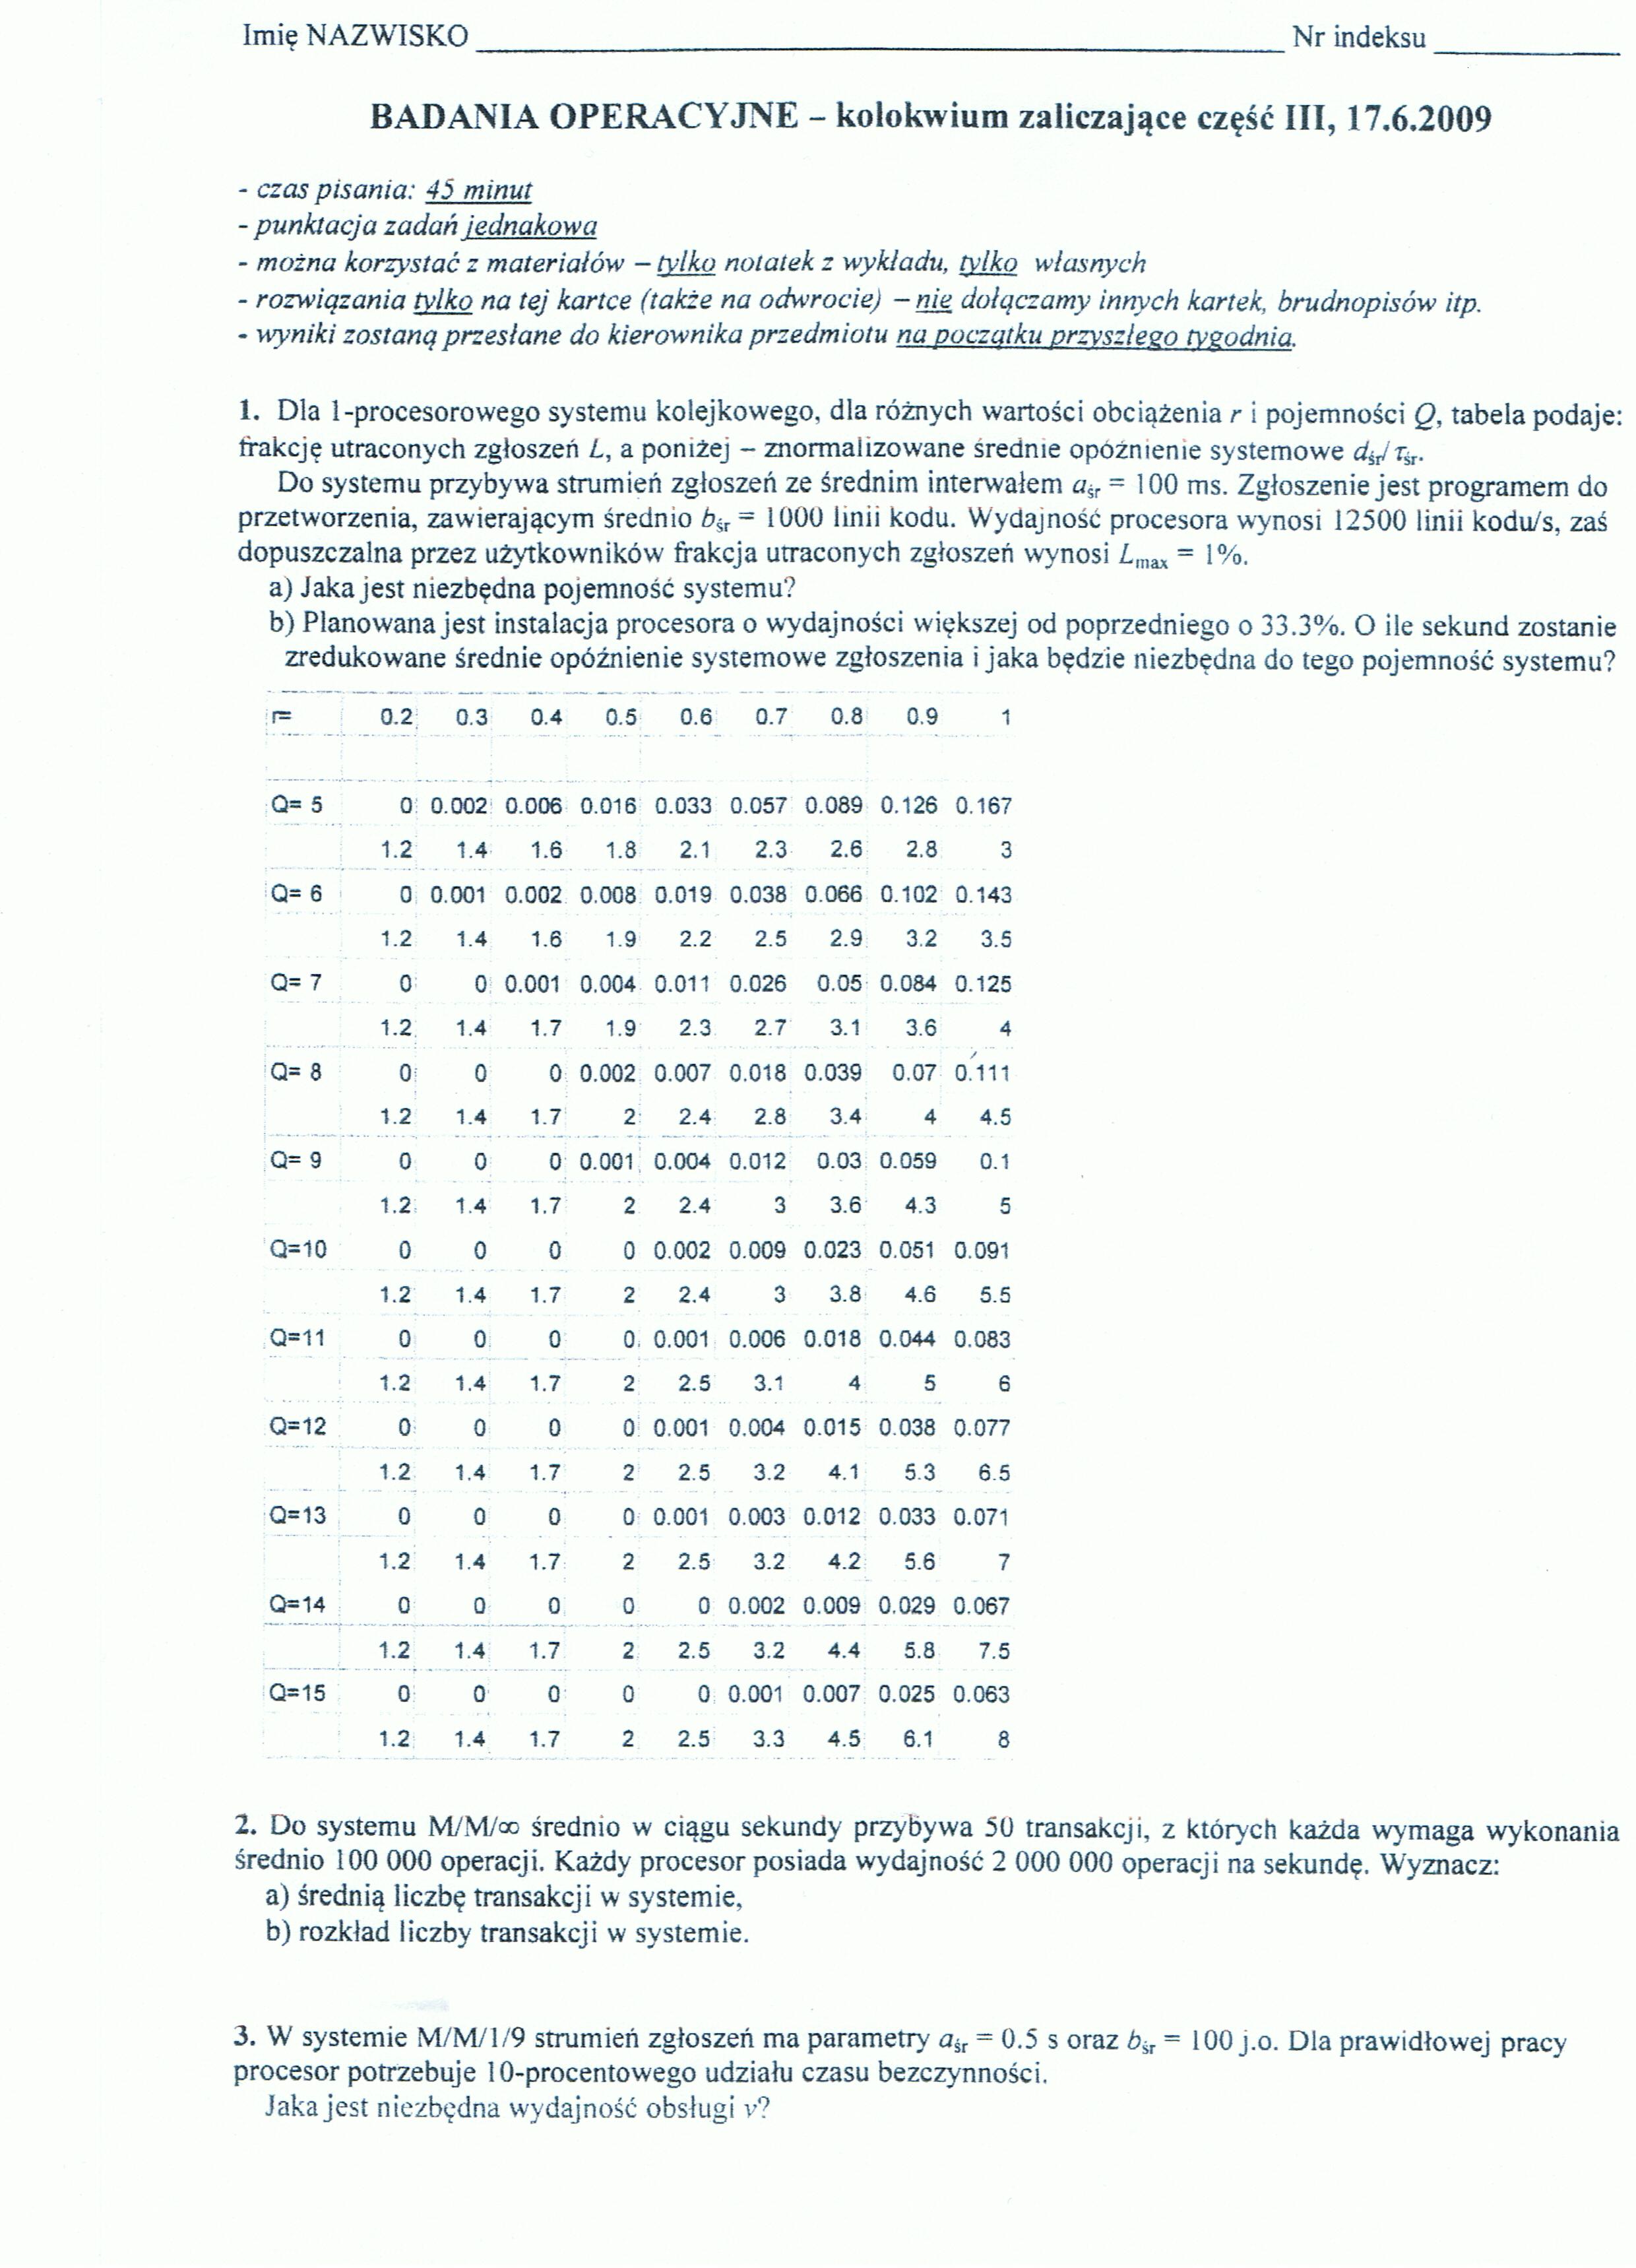 Imię NAZWISKO ______ Nr indeksu ______
BADANIA OPERACYJNE – kolokwium zaliczające część III, 17.6.2009
- czas pisania: 45 minut
- punktacja zadań jednakowa
- można korzystać z materiałów – tylko notatek z wykładu, tylko własnych
- rozwiązania tylko na tej kartce (także na odwrocie) – nie dołączamy innych kartek, brudnopisów itp.
- wyniki zostaną przesłane do kierownika przedmiotu na początku przyszłego tygodnia.
1. Dla 1-procesorowego systemu kolejkowego, dla różnych wartości obciążenia r i pojemności Q, tabela podaje:
frakcję utraconych zgłoszeń L, a poniżej – znormalizowane średnie opóźnienie systemowe dśr/τśr.
Do systemu przybywa strumień zgłoszeń ze średnim interwałem aśr = 100 ms. Zgłoszenie jest programem do
przetworzenia, zawierającym średnio bśr = 1000 linii kodu. Wydajność procesora wynosi 12500 linii kodu/s, zaś
dopuszczalna przez użytkowników frakcja utraconych zgłoszeń wynosi Lmax = 1%.
a) Jaka jest niezbędna pojemność systemu?
b) Planowana jest instalacja procesora o wydajności większej od poprzedniego o 33.3%. O ile sekund zostanie
zredukowane średnie opóźnienie systemowe zgłoszenia i jaka będzie niezbędna do tego pojemność systemu?
r= 0.2 0.3 0.4 0.5 0.6 0.7 0.8 0.9 1
Q= 5 0 0.002 0.006 0.016 0.033 0.057 0.089 0.126 0.167
1.2 1.4 1.6 1.8 2.1 2.3 2.6 2.8 3
Q= 6 0 0.001 0.002 0.008 0.019 0.038 0.066 0.102 0.143
1.2 1.4 1.6 1.9 2.2 2.5 2.9 3.2 3.5
Q= 7 0 0 0.001 0.004 0.011 0.026 0.05 0.084 0.125
1.2 1.4 1.7 1.9 2.3 2.7 3.1 3.6 4
Q= 8 0 0 0 0.002 0.007 0.018 0.039 0.07 0.111
1.2 1.4 1.7 2 2.4 2.8 3.4 4 4.5
Q= 9 0 0 0 0.001 0.004 0.012 0.03 0.059 0.1
1.2 1.4 1.7 2 2.4 3 3.6 4.3 5
Q=10 0 0 0 0 0.002 0.009 0.023 0.051 0.091
1.2 1.4 1.7 2 2.4 3 3.8 4.6 5.5
Q=11 0 0 0 0 0.001 0.006 0.018 0.044 0.083
1.2 1.4 1.7 2 2.5 3.1 4 5 6
Q=12 0 0 0 0 0.001 0.004 0.015 0.038 0.077
1.2 1.4 1.7 2 2.5 3.2 4.1 5.3 6.5
Q=13 0 0 0 0 0.001 0.003 0.012 0.033 0.071
1.2 1.4 1.7 2 2.5 3.2 4.2 5.6 7
Q=14 0 0 0 0 0 0.002 0.009 0.029 0.067
1.2 1.4 1.7 2 2.5 3.2 4.4 5.8 7.5
Q=15 0 0 0 0 0 0.001 0.007 0.025 0.063
1.2 1.4 1.7 2 2.5 3.3 4.5 6.1 8
2. Do systemu M/M/∞ średnio w ciągu sekundy przybywa 50 transakcji, z których każda wymaga wykonania
średnio 100 000 operacji. Każdy procesor posiada wydajność 2 000 000 operacji na sekundę. Wyznacz:
a) średnią liczbę transakcji w systemie,
b) rozkład liczby transakcji w systemie.
3. W systemie M/M/1/9 strumień zgłoszeń ma parametry aśr = 0.5 s oraz bśr = 100 j.o. Dla prawidłowej pracy
procesor potrzebuje 10-procentowego udziału czasu bezczynności.
Jaka jest niezbędna wydajność obsługi v?